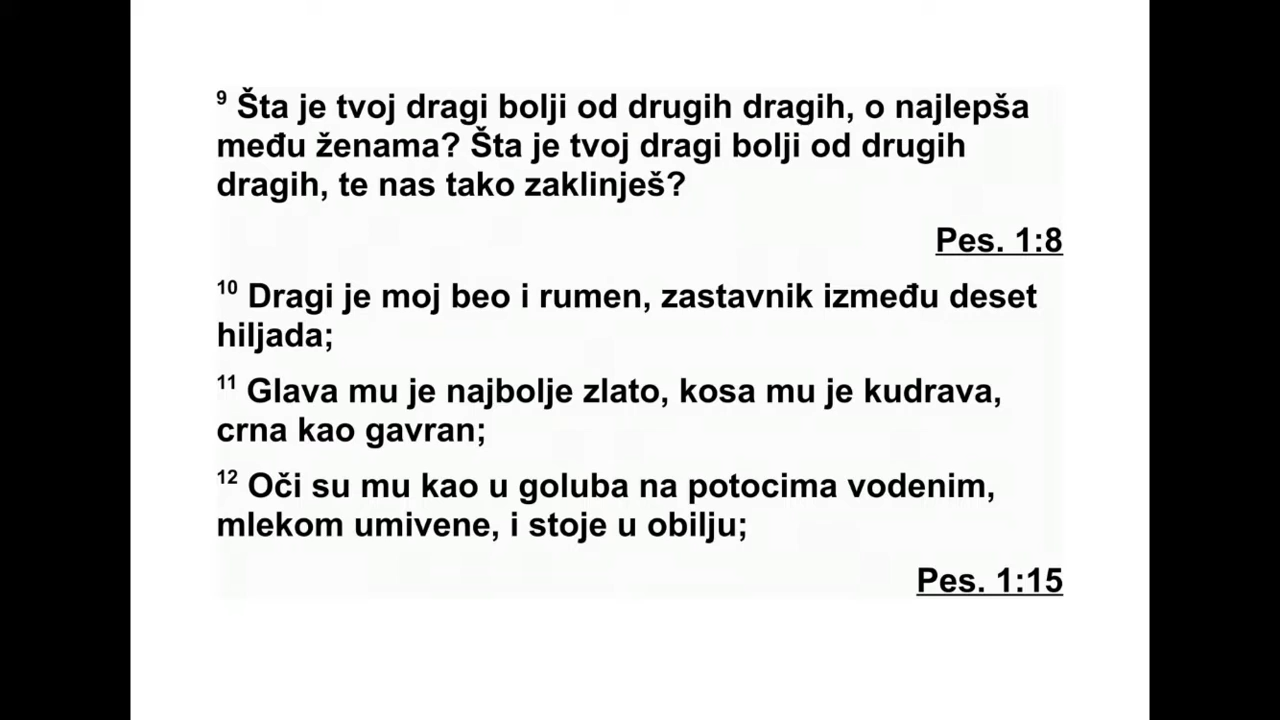 9 Šta je tvoj dragi bolji od drugih dragih, o najlepša
među ženama? Šta je tvoj dragi bolji od drugih
dragih, te nas tako zaklinješ?
Pes. 1:8
10 Dragi je moj beo i rumen, zastavnik između deset
hiljada;
11 Glava mu je najbolje zlato, kosa mu je kudrava,
crna kao gavran;
12 Oči su mu kao u goluba na potocima vodenim,
mlekom umivene, i stoje u obilju;
Pes. 1:15